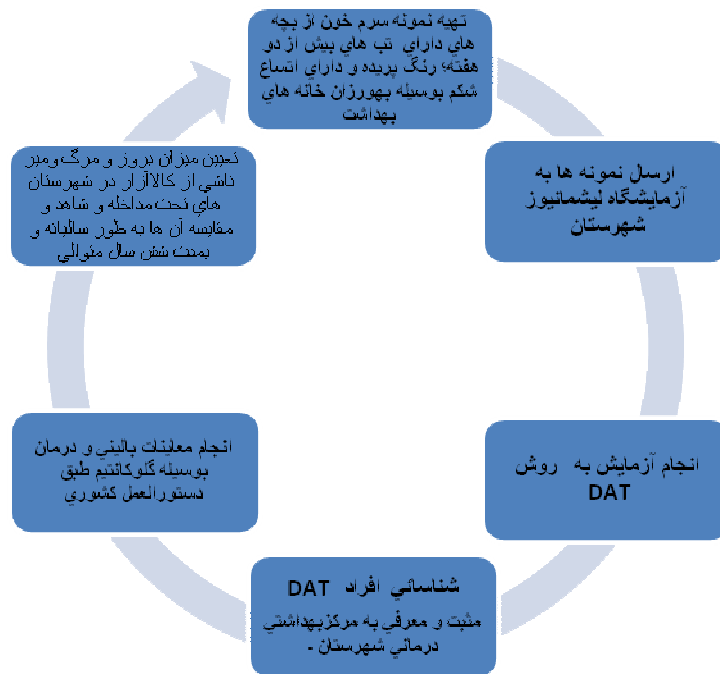 تهيه نمونه سرم خون از بچه
هاي داراي تب هاي بيش از دو
هفته؛ رنگ پريده و داراي اتساع
شكم بوسيله بهورزان خانه هاي
بهداشت
ارسال نمونه ها به
آزمايشگاه ليشمانيوز
شهرستان
انجام آزمايش به روش
DAT
شناسائي افراد DAT
مثبت و معرفي به مركزبهداشتي
درماني شهرستان -
انجام معاينات باليني و درمان
بوسيله گلوكانتيم طبق
دستورالعمل كشوري
تعيين ميزان بروز و مرگ ومير
ناشي از كالاآزار در شهرستان
هاي تحت مداخله و شاهد و
مقايسه آن ها به طور ساليانه و
بمدت شش سال متوالي